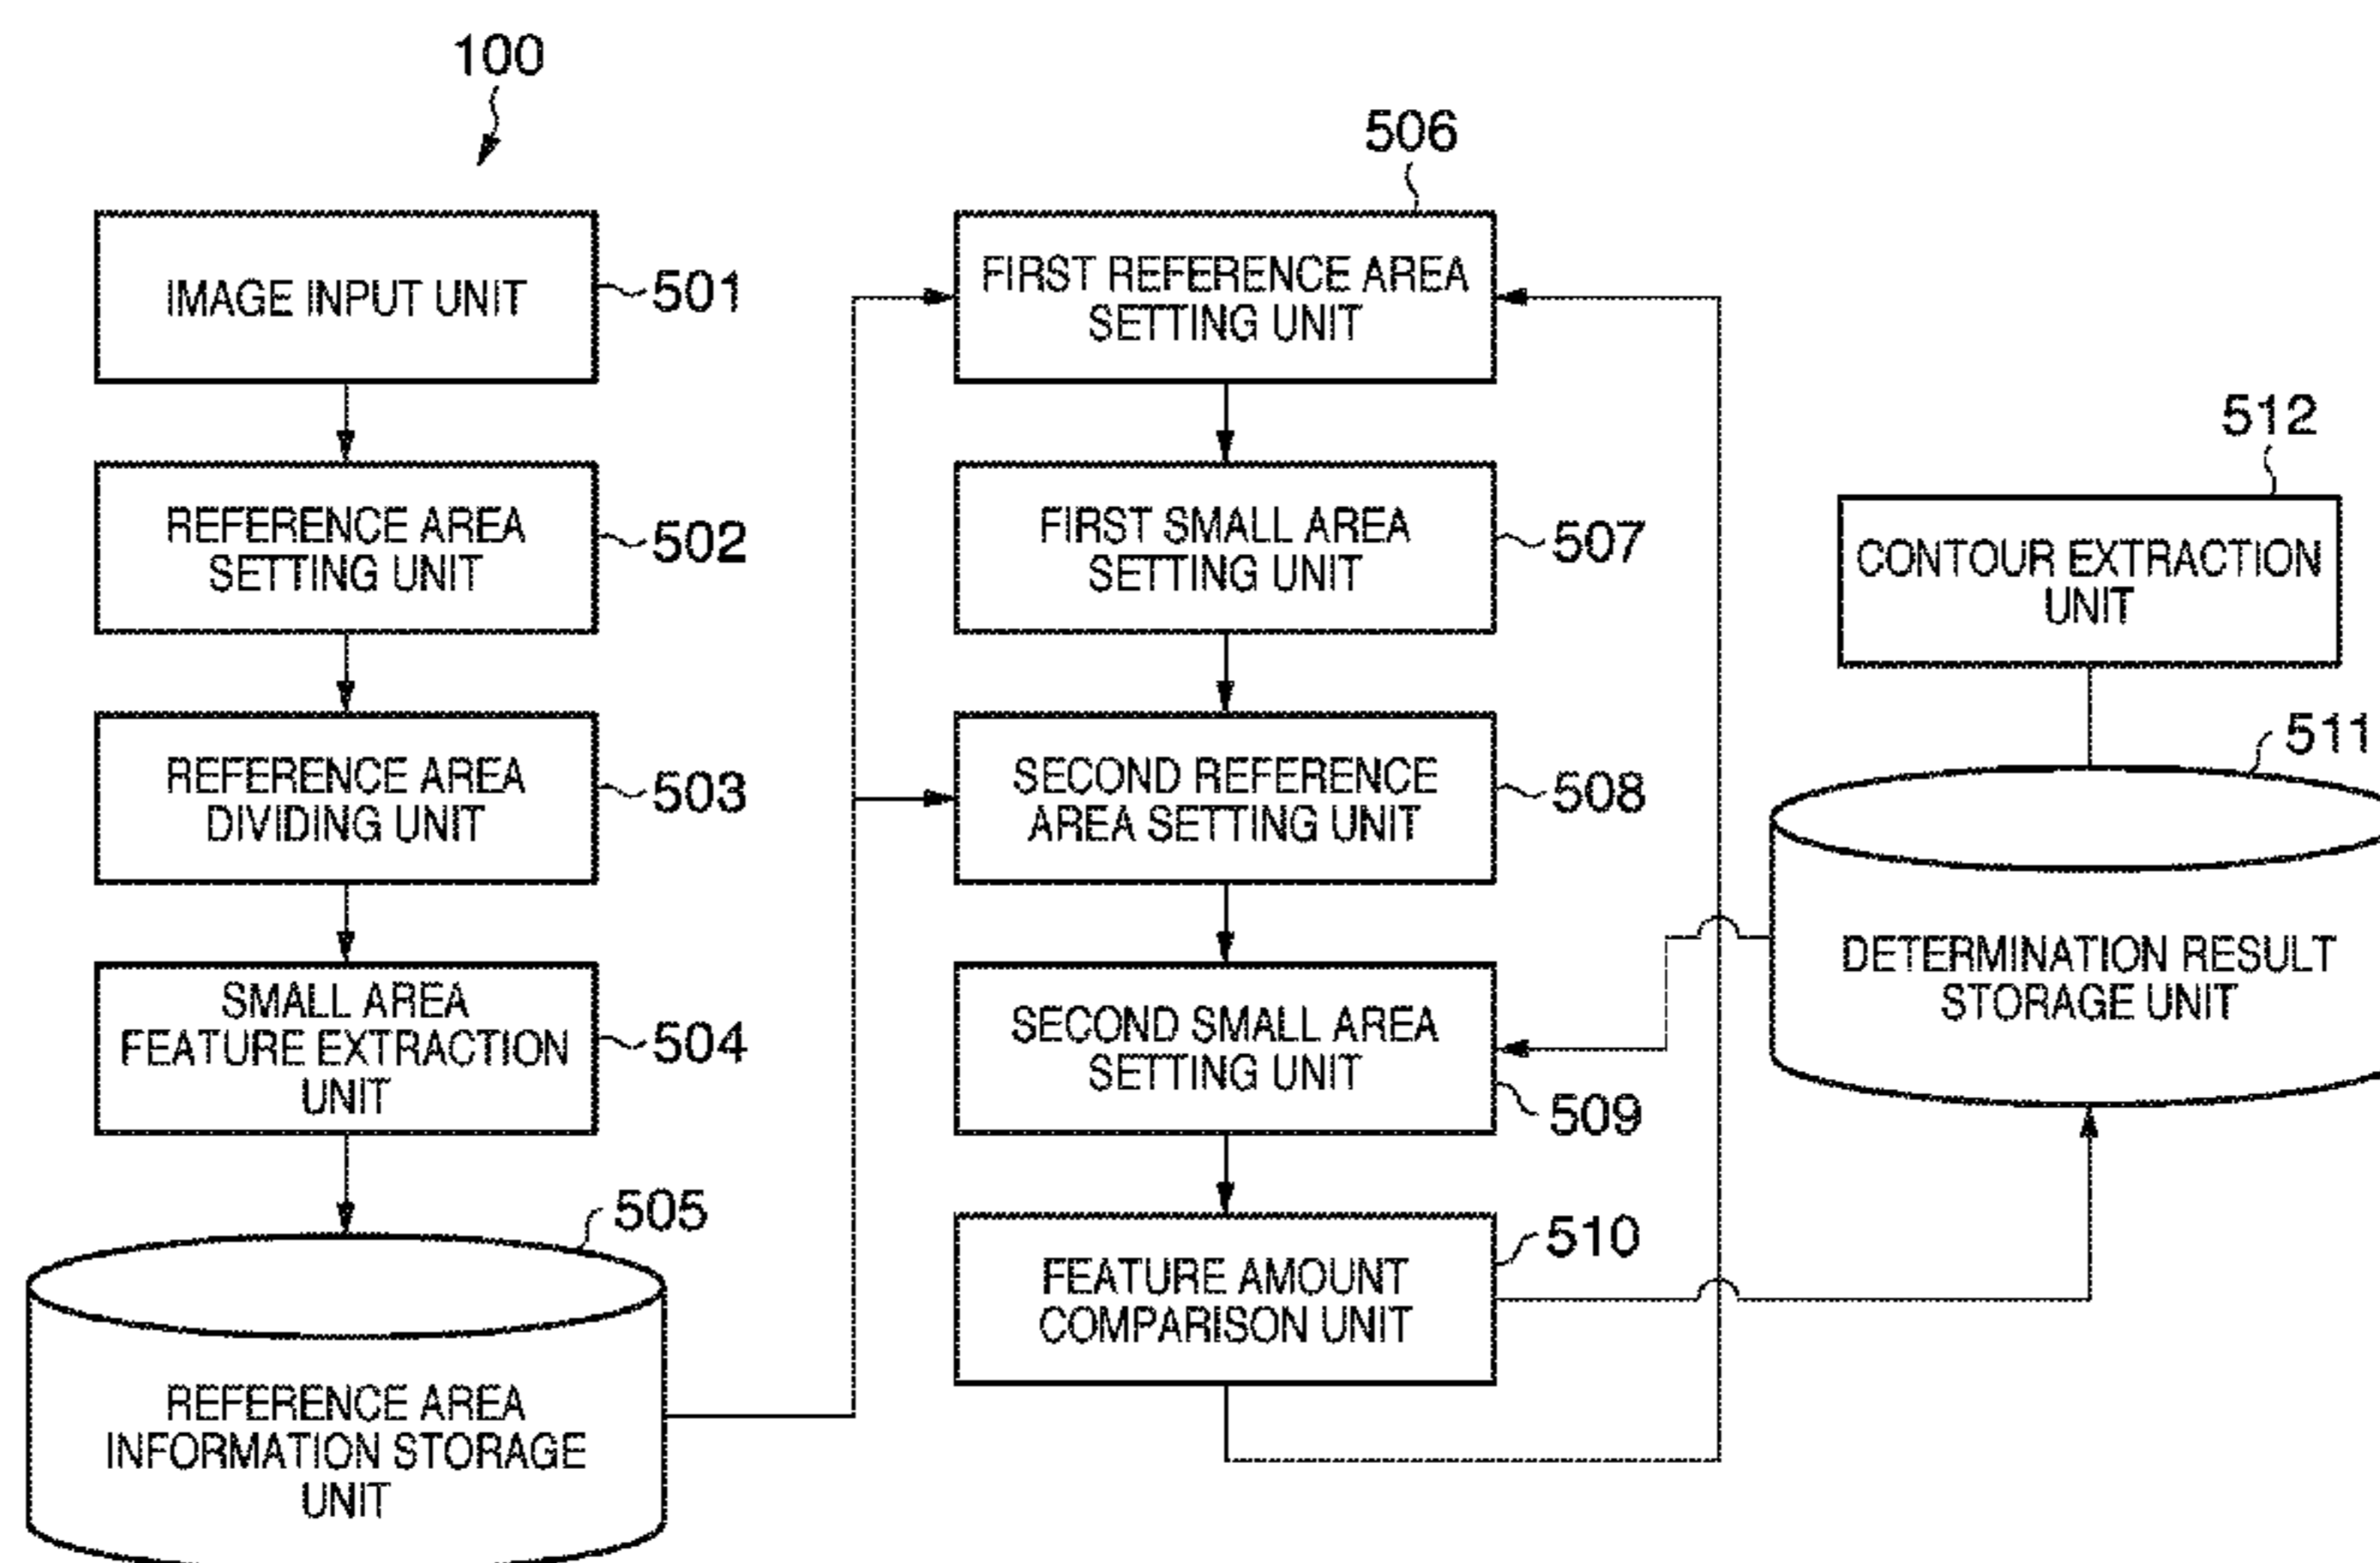 100
IMAGE INPUT UNIT
501
REFERENCE AREA
SETTING UNIT
502
REFERENCE AREA
DIVIDING UNIT
503
SMALL AREA
FEATURE EXTRACTION
UNIT
504
505
REFERENCE AREA
INFORMATION STORAGE
UNIT
506
FIRST REFERENCE AREA
SETTING UNIT
FIRST SMALL AREA
SETTING UNIT
507
SECOND REFERENCE
AREA SETTING UNIT
508
SECOND SMALL AREA
SETTING UNIT
509
FEATURE AMOUNT
COMPARISON UNIT
510
512
CONTOUR EXTRACTION
UNIT
511
DETERMINATION RESULT
STORAGE UNIT